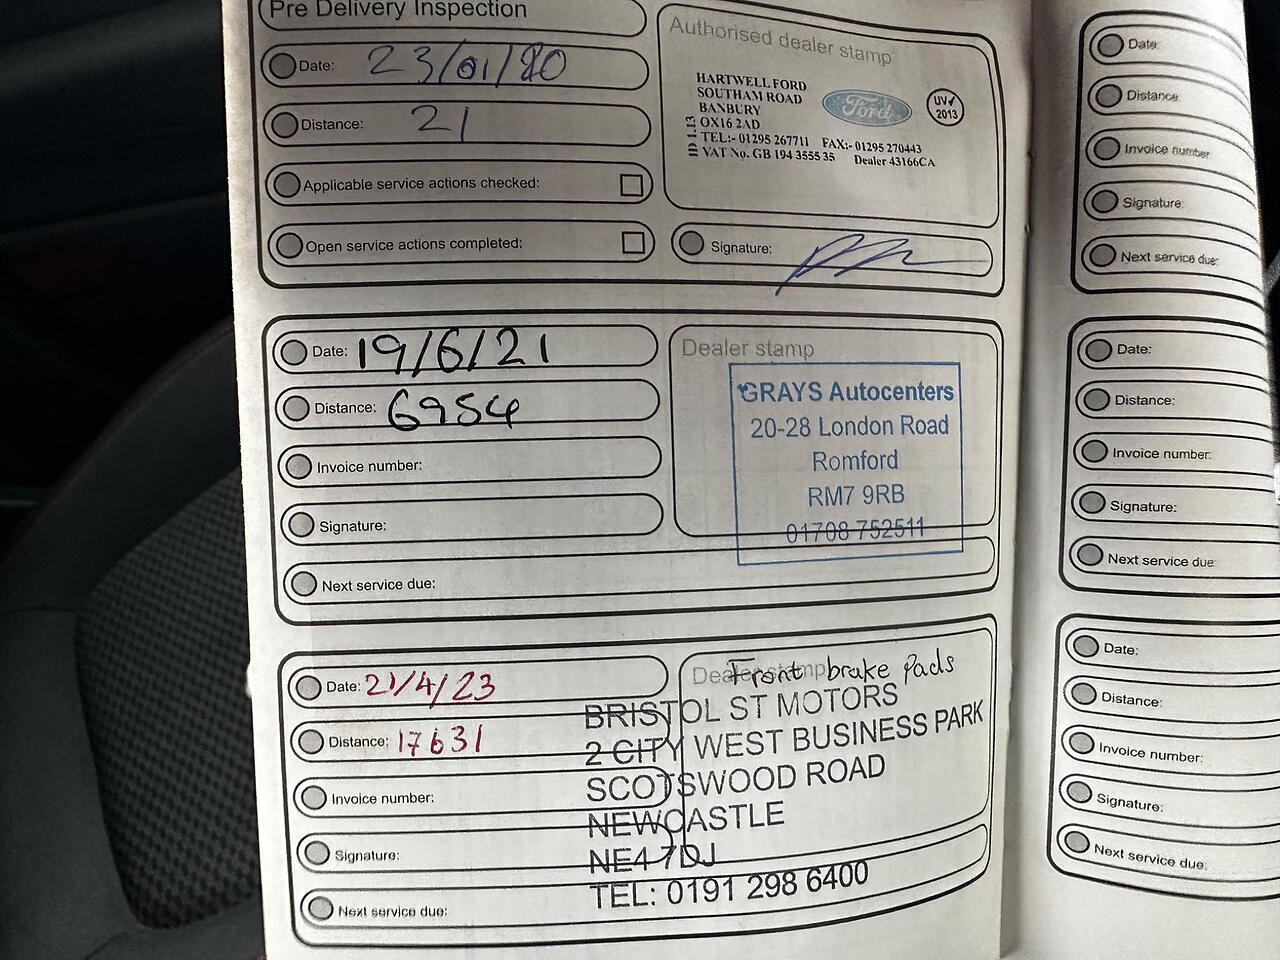 Pre Delivery Inspection
Date: 23/01/20
Distance: 21
Applicable service actions checked:
Open service actions completed:
Authorised dealer stamp
HARTWELL FORD
SOUTHAM ROAD
BANBURY
OX16 2AD
TEL:- 01295 267711 FAX:- 01295 270443
VAT No. GB 194 3555 35 Dealer 43166CA
ID 1.13
Ford
UV✓
2013
Signature:
Date: 19/6/21
Distance: 6954
Invoice number:
Signature:
Next service due:
Dealer stamp
GRAYS Autocenters
20-28 London Road
Romford
RM7 9RB
01708 752511
Date: 21/4/23
Distance: 17631
Invoice number:
Signature:
Next service due:
Dealer stamp
Front brake Pads
BRISTOL ST MOTORS
2 CITY WEST BUSINESS PARK
SCOTSWOOD ROAD
NEWCASTLE
NE4 7DJ
TEL: 0191 298 6400
Date:
Distance:
Invoice number:
Signature:
Next service due:
Date:
Distance:
Invoice number:
Signature:
Next service due:
Date:
Distance:
Invoice number:
Signature:
Next service due: